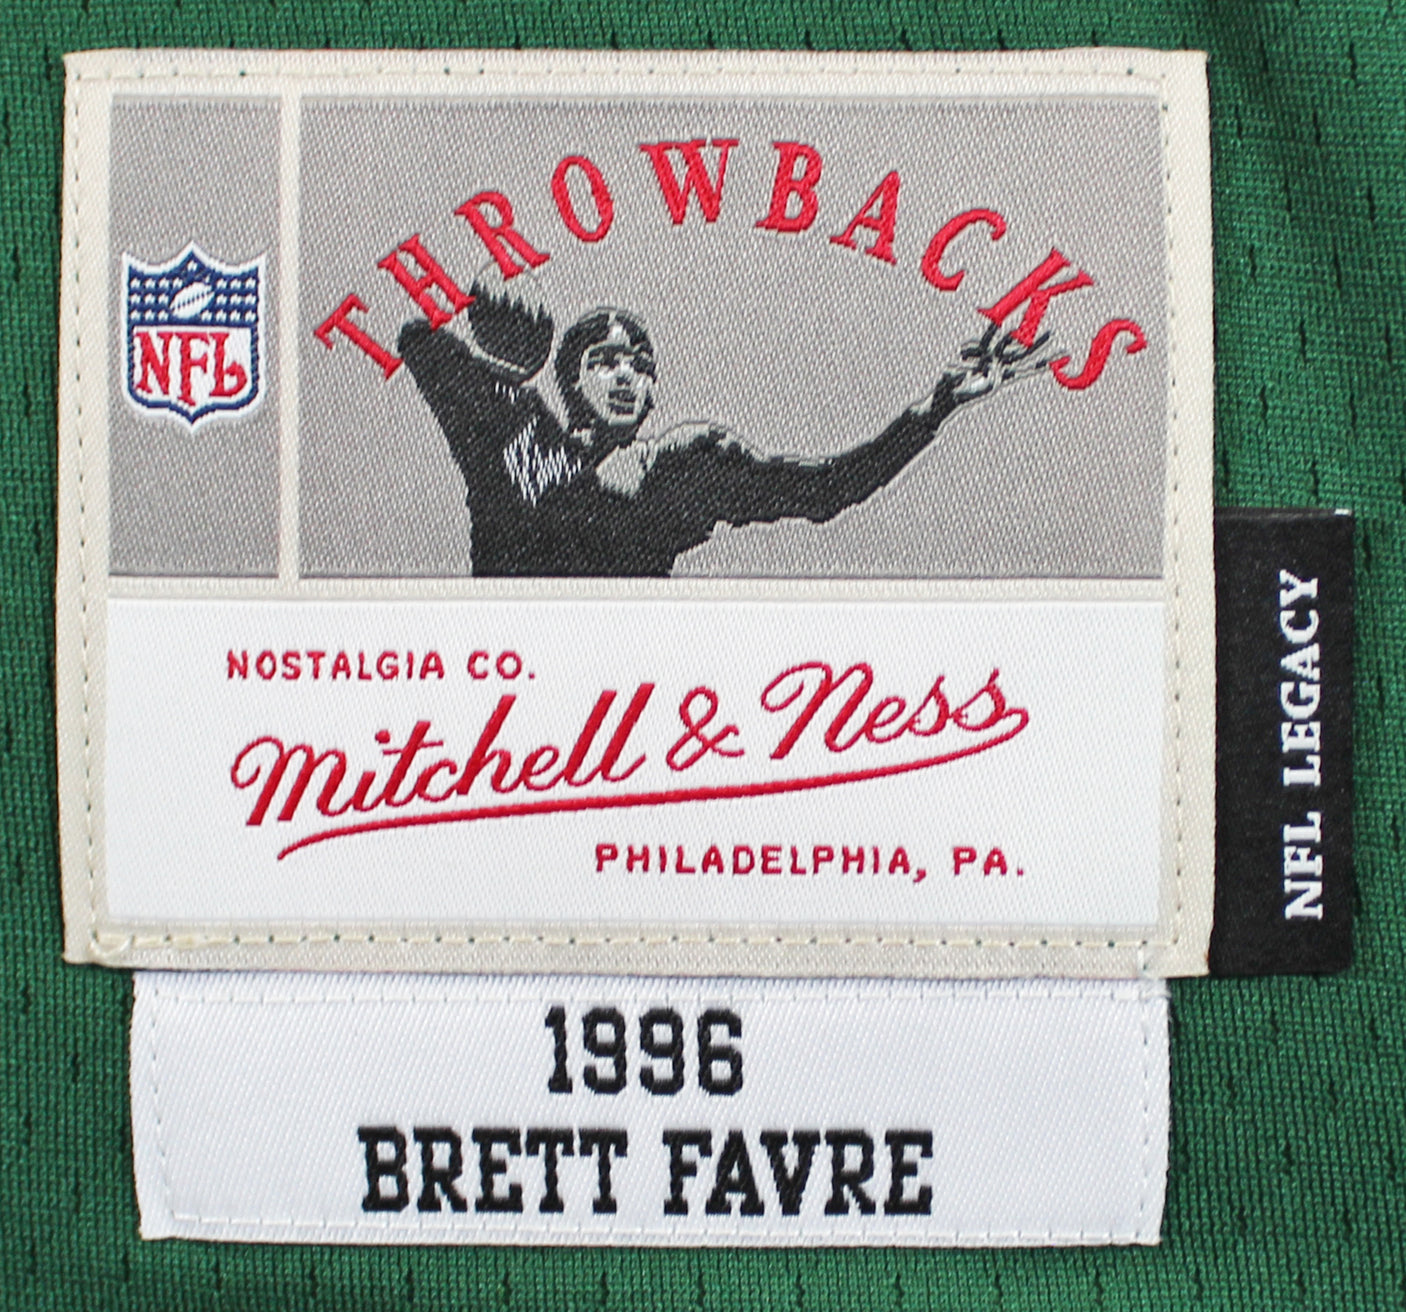 THROWBACKS
NFL
NOSTALGIA CO.
Mitchell & Ness
PHILADELPHIA, PA.
NFL LEGACY
1996
BRETT FAVRE